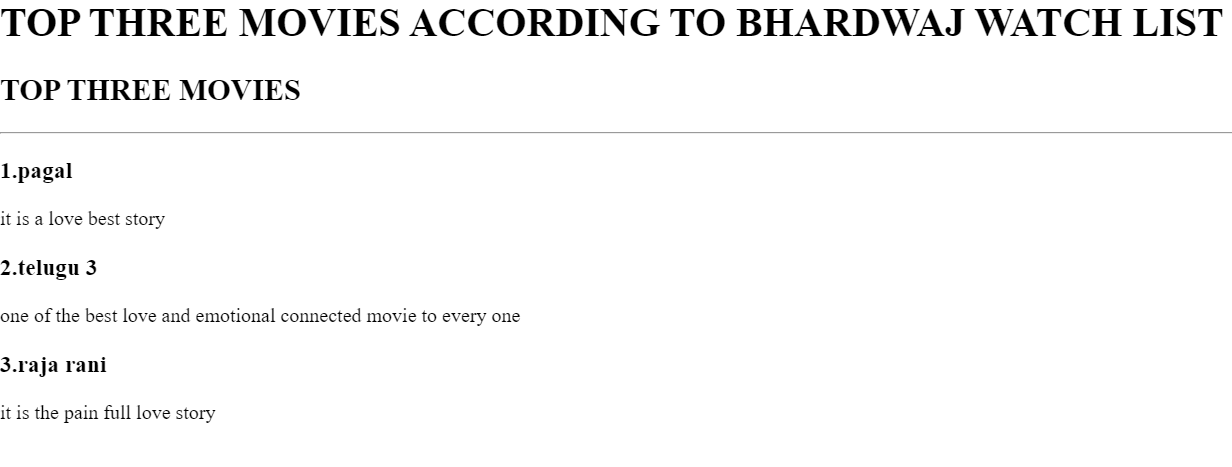 TOP THREE MOVIES ACCORDING TO BHARDWAJ WATCH LIST
TOP THREE MOVIES
1.pagal
it is a love best story
2.telugu 3
one of the best love and emotional connected movie to every one
3.raja rani
it is the pain full love story